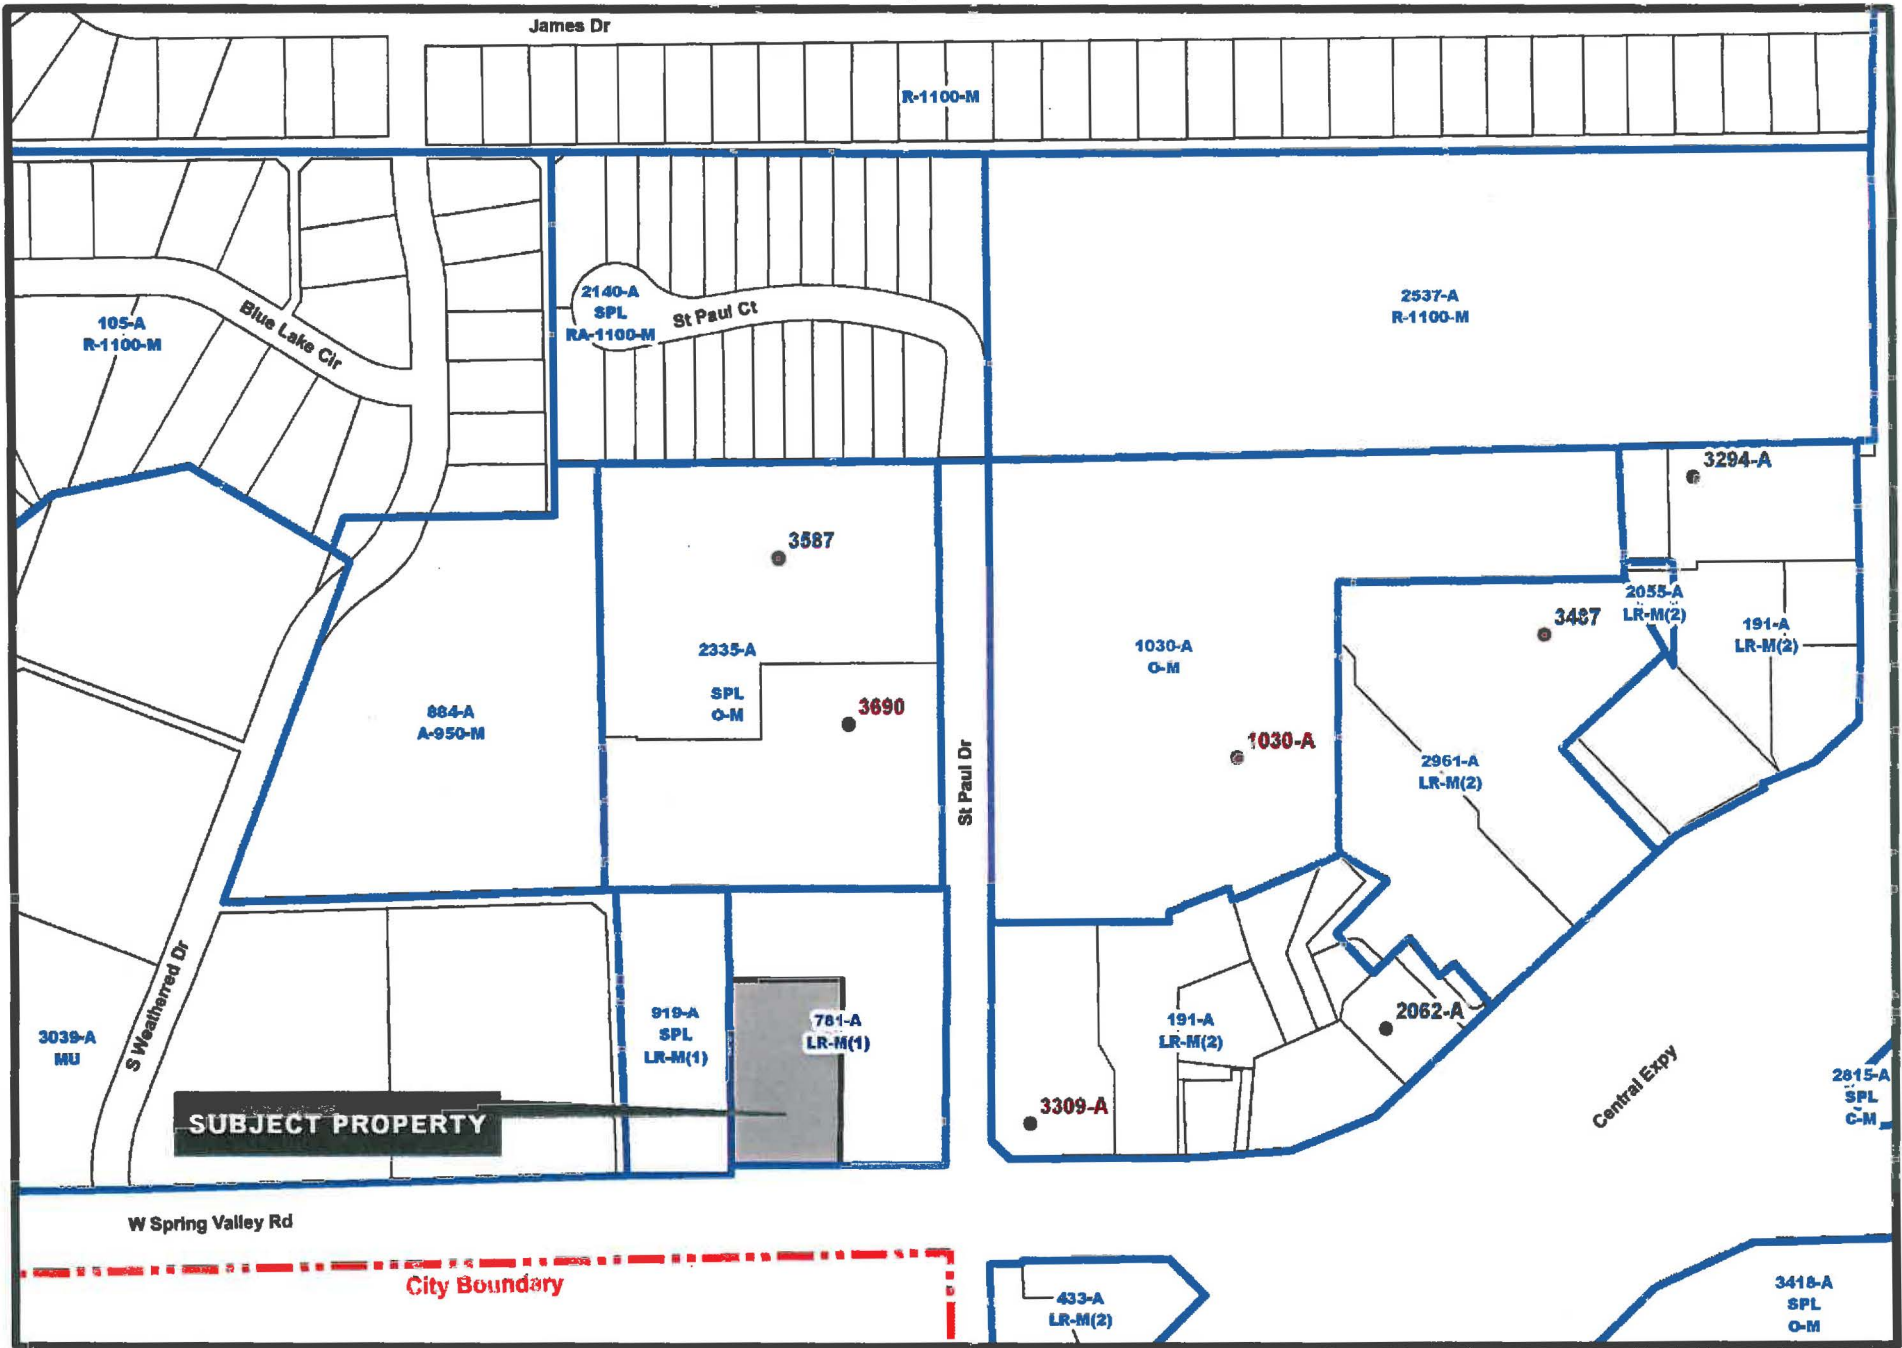 James Dr
R-1100-M
105-A
R-1100-M
Blue Lake Cir
2140-A
SPL
RA-1100-M
St Paul Ct
2537-A
R-1100-M
3294-A
3587
2055-A
LR-M(2)
3487
191-A
LR-M(2)
2335-A
SPL
O-M
1030-A
O-M
884-A
A-950-M
3690
1030-A
2961-A
LR-M(2)
St Paul Dr
S Weatherred Dr
919-A
SPL
LR-M(1)
781-A
LR-M(1)
191-A
LR-M(2)
2062-A
3039-A
MU
Central Expy
2815-A
SPL
C-M
SUBJECT PROPERTY
3309-A
W Spring Valley Rd
City Boundary
433-A
LR-M(2)
3418-A
SPL
O-M